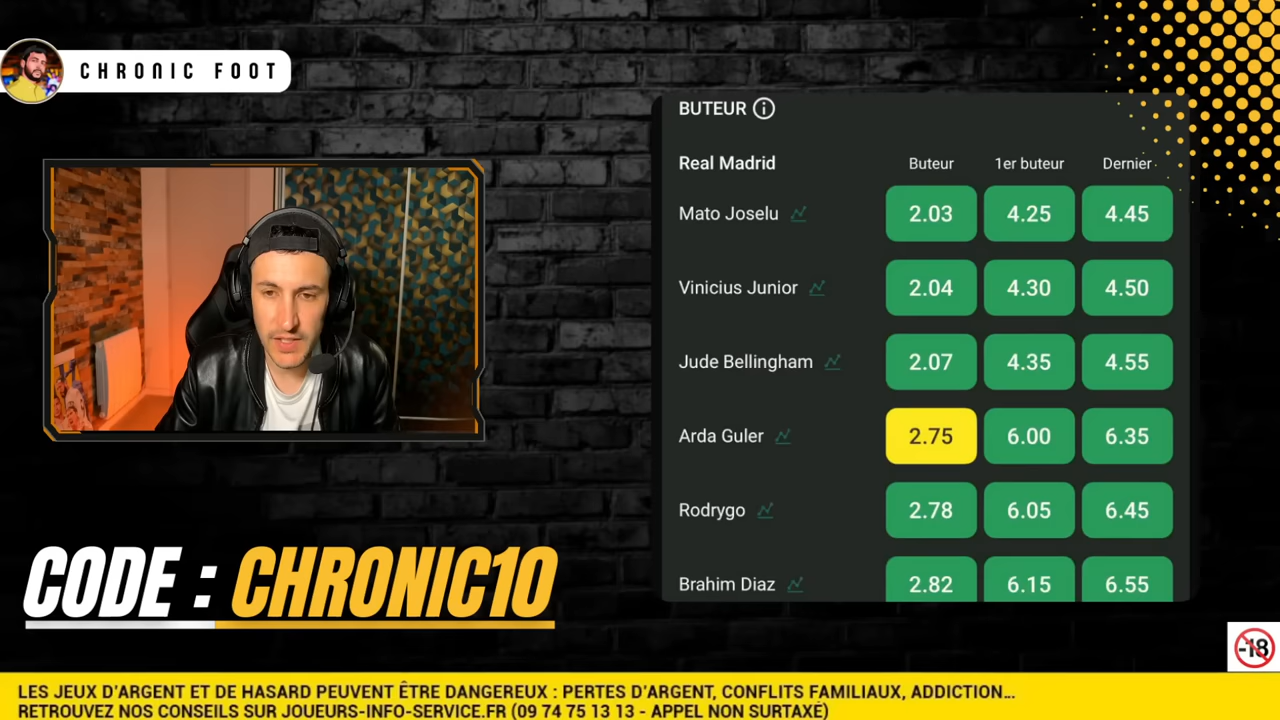 CHRONIC FOOT
BUTEUR
Real Madrid Buteur 1er buteur Dernier
Mato Joselu 2.03 4.25 4.45
Vinicius Junior 2.04 4.30 4.50
Jude Bellingham 2.07 4.35 4.55
Arda Guler 2.75 6.00 6.35
Rodrygo 2.78 6.05 6.45
Brahim Diaz 2.82 6.15 6.55
CODE : CHRONIC10
-18
LES JEUX D'ARGENT ET DE HASARD PEUVENT ÊTRE DANGEREUX : PERTES D'ARGENT, CONFLITS FAMILIAUX, ADDICTION...
RETROUVEZ NOS CONSEILS SUR JOUEURS-INFO-SERVICE.FR (09 74 75 13 13 - APPEL NON SURTAXÉ)